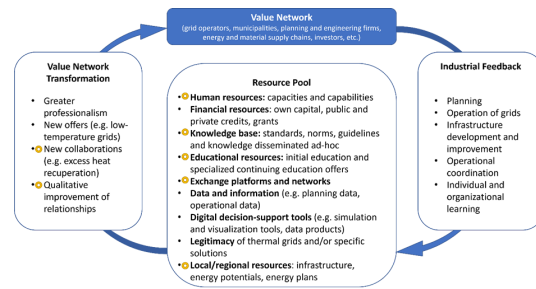 Value Network
(grid operators, municipalities, planning and engineering firms,
energy and material supply chains, investors, etc.)
Value Network
Transformation
• Greater
professionalism
• New offers (e.g. low-
temperature grids)
• New collaborations
(e.g. excess heat
recuperation)
• Qualitative
improvement of
relationships
Resource Pool
• Human resources: capacities and capabilities
• Financial resources: own capital, public and
private credits, grants
• Knowledge base: standards, norms, guidelines
and knowledge disseminated ad-hoc
• Educational resources: initial education and
specialized continuing education offers
• Exchange platforms and networks
• Data and information (e.g. planning data,
operational data)
• Digital decision-support tools (e.g. simulation
and visualization tools, data products)
• Legitimacy of thermal grids and/or specific
solutions
• Local/regional resources: infrastructure,
energy potentials, energy plans
Industrial Feedback
• Planning
• Operation of grids
• Infrastructure
development and
improvement
• Operational
coordination
• Individual and
organizational
learning